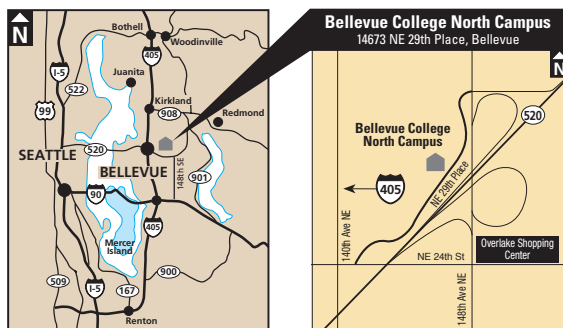 N
Bothell
Woodinville
I-5
405
Juanita
522
99
Kirkland
908
Redmond
520
SEATTLE
BELLEVUE
148th SE
901
90
405
Mercer
Island
900
509
I-5
167
Renton
Bellevue College North Campus
14673 NE 29th Place, Bellevue
N
520
Bellevue College
North Campus
405
NE 29th Place
140th Ave NE
NE 24th St
Overlake Shopping
Center
148th Ave NE